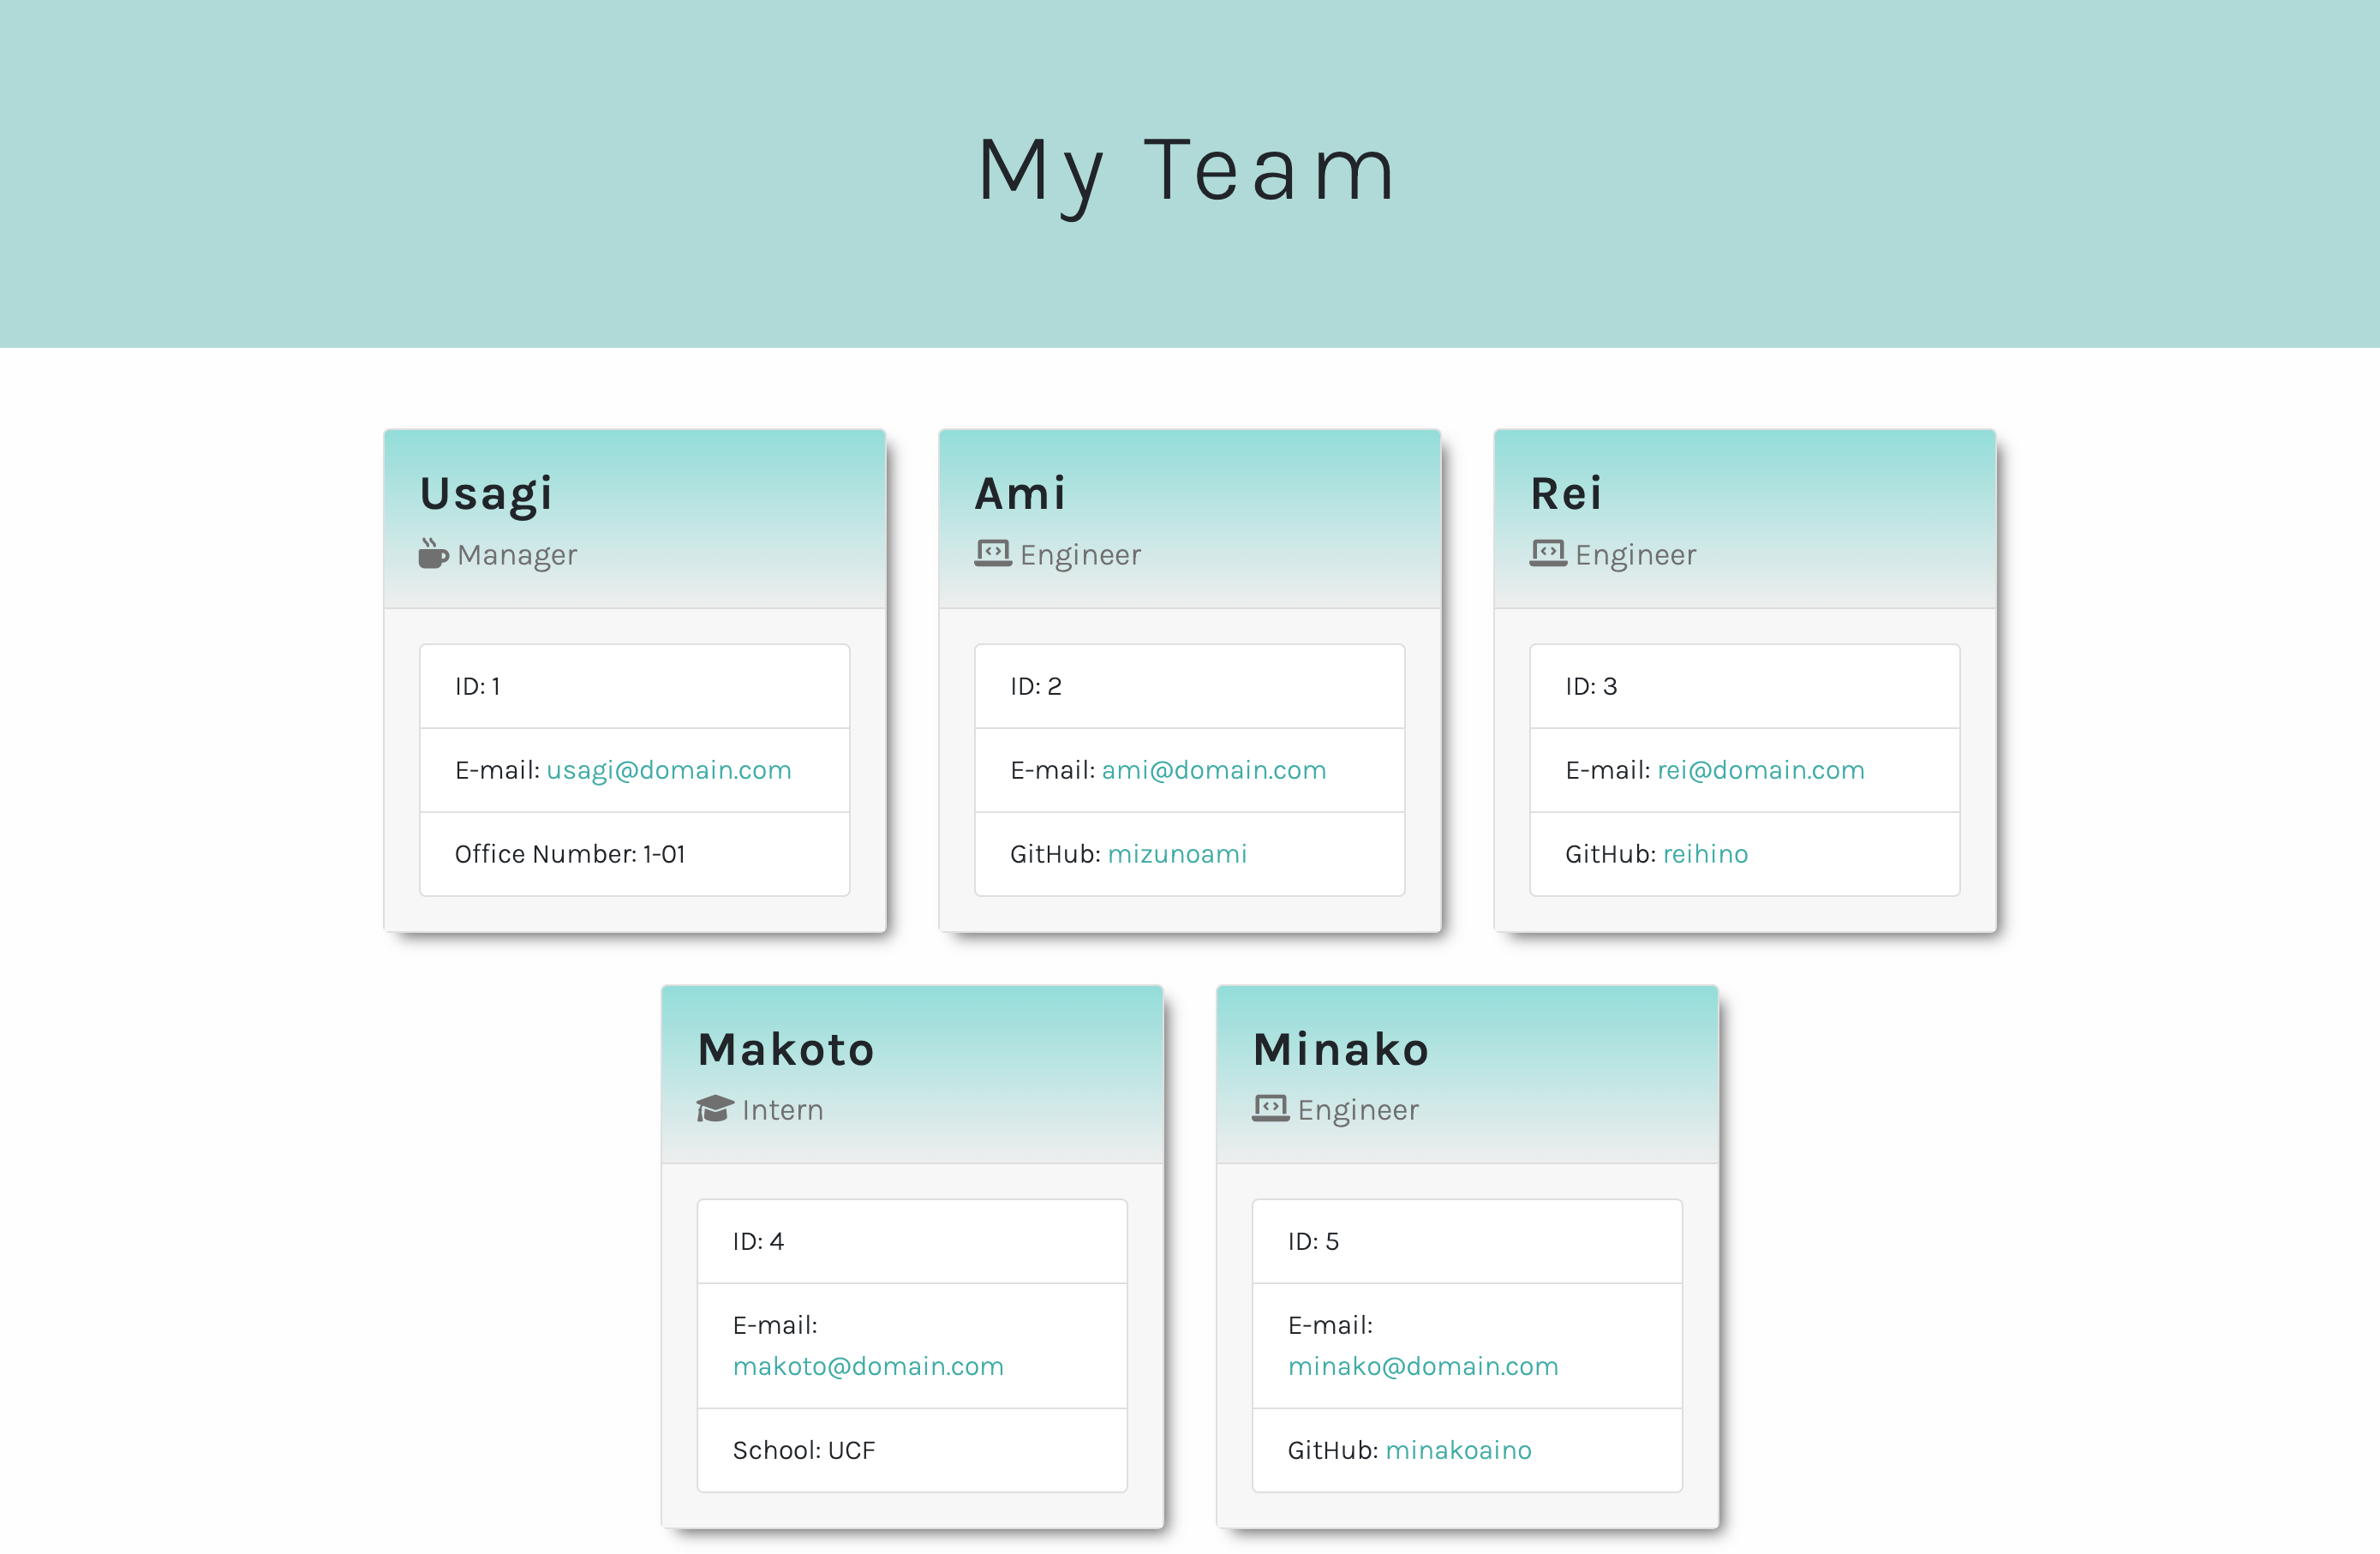 My Team
Usagi
Manager
ID: 1
E-mail: usagi@domain.com
Office Number: 1-01
Ami
Engineer
ID: 2
E-mail: ami@domain.com
GitHub: mizunoami
Rei
Engineer
ID: 3
E-mail: rei@domain.com
GitHub: reihino
Makoto
Intern
ID: 4
E-mail:
makoto@domain.com
School: UCF
Minako
Engineer
ID: 5
E-mail:
minako@domain.com
GitHub: minakoaino